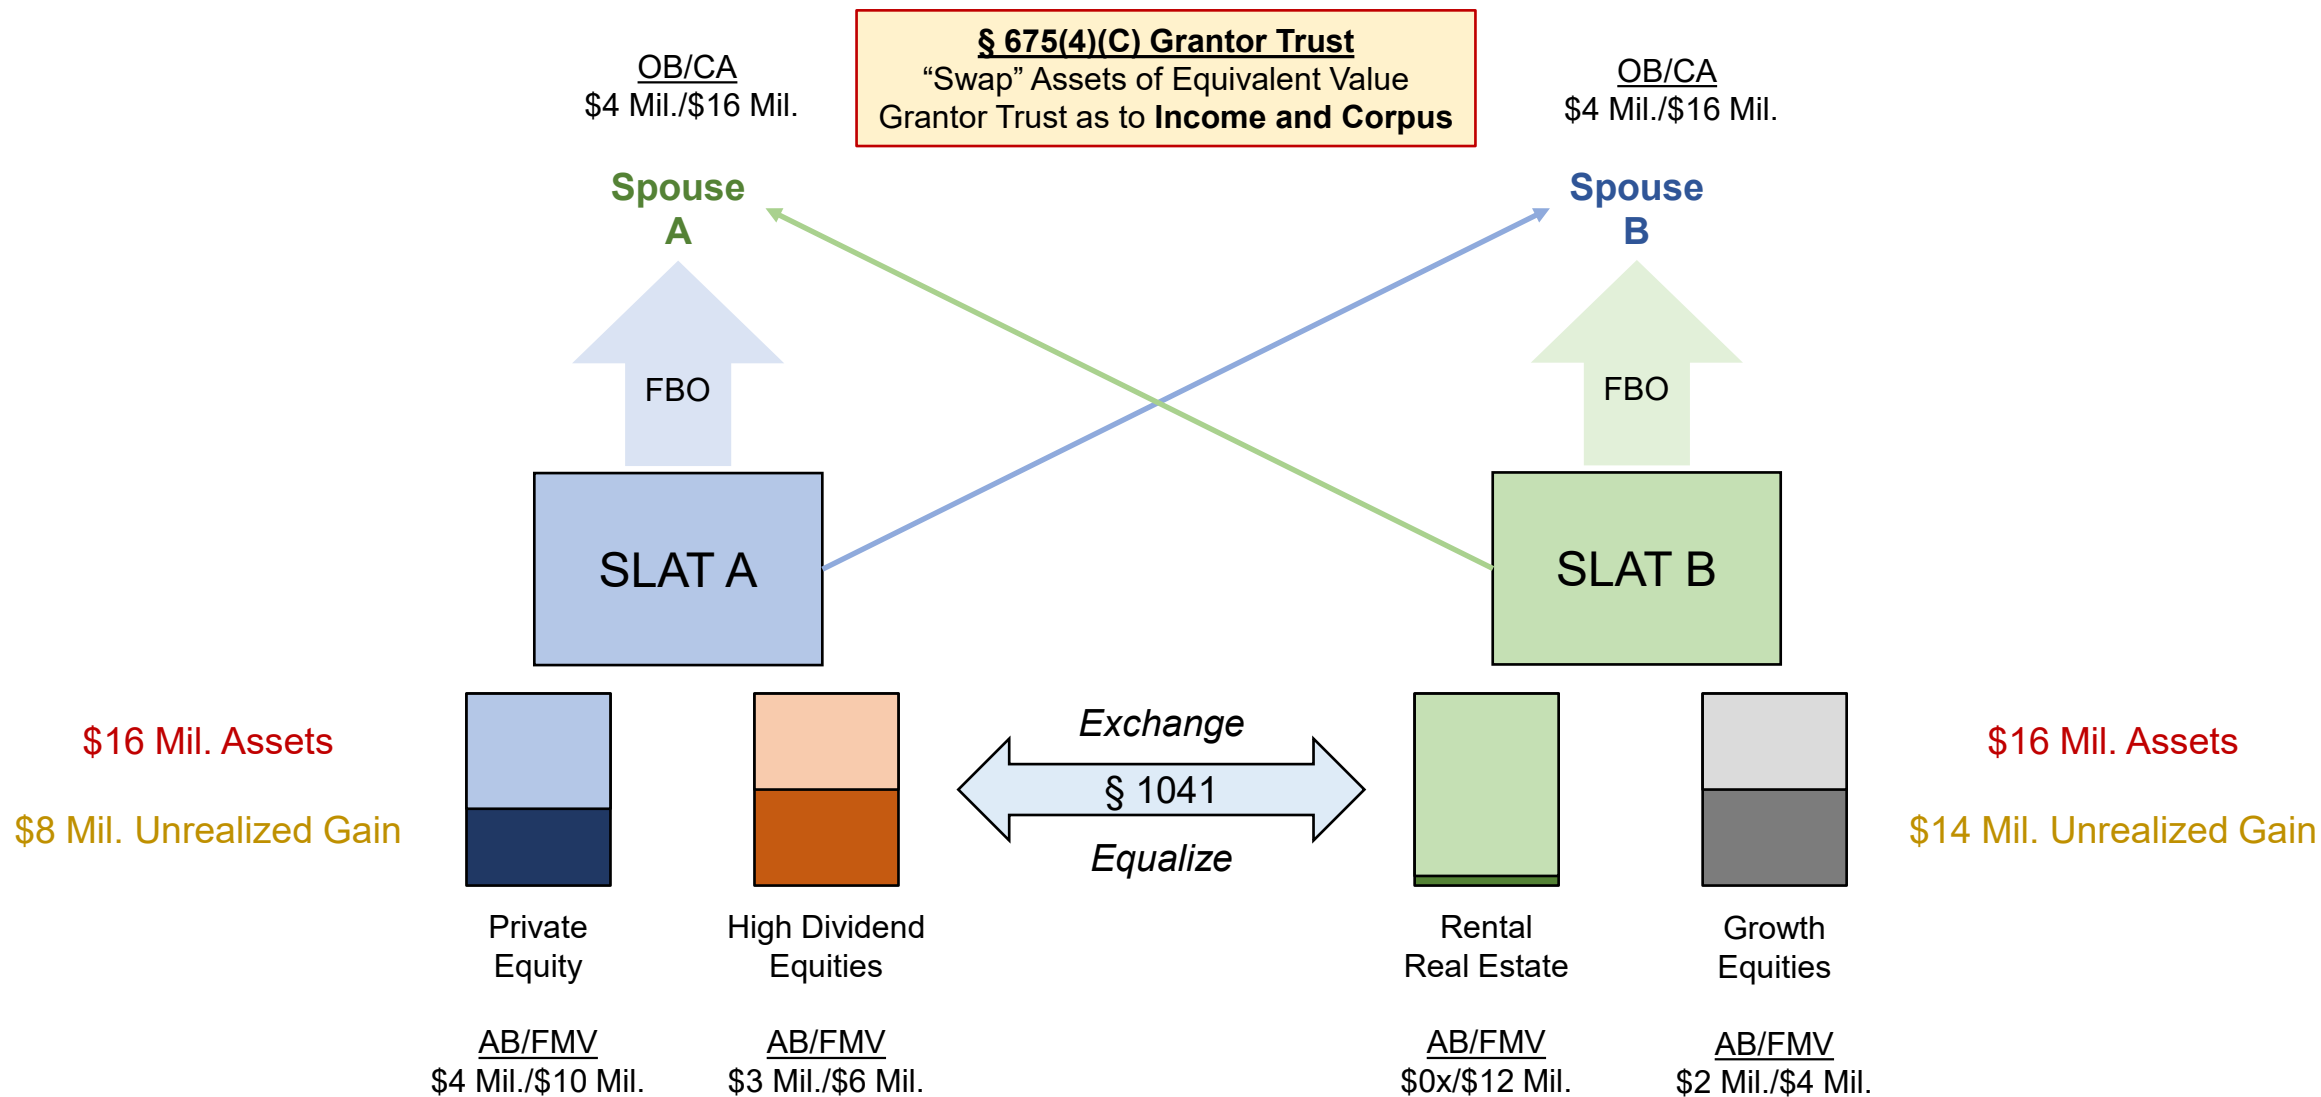 § 675(4)(C) Grantor Trust
“Swap” Assets of Equivalent Value
Grantor Trust as to Income and Corpus
OB/CA
$4 Mil./$16 Mil.
OB/CA
$4 Mil./$16 Mil.
Spouse
A
Spouse
B
FBO
FBO
SLAT A
SLAT B
$16 Mil. Assets
$8 Mil. Unrealized Gain
Exchange
§ 1041
Equalize
$16 Mil. Assets
$14 Mil. Unrealized Gain
Private
Equity
High Dividend
Equities
Rental
Real Estate
Growth
Equities
AB/FMV
$4 Mil./$10 Mil.
AB/FMV
$3 Mil./$6 Mil.
AB/FMV
$0x/$12 Mil.
AB/FMV
$2 Mil./$4 Mil.